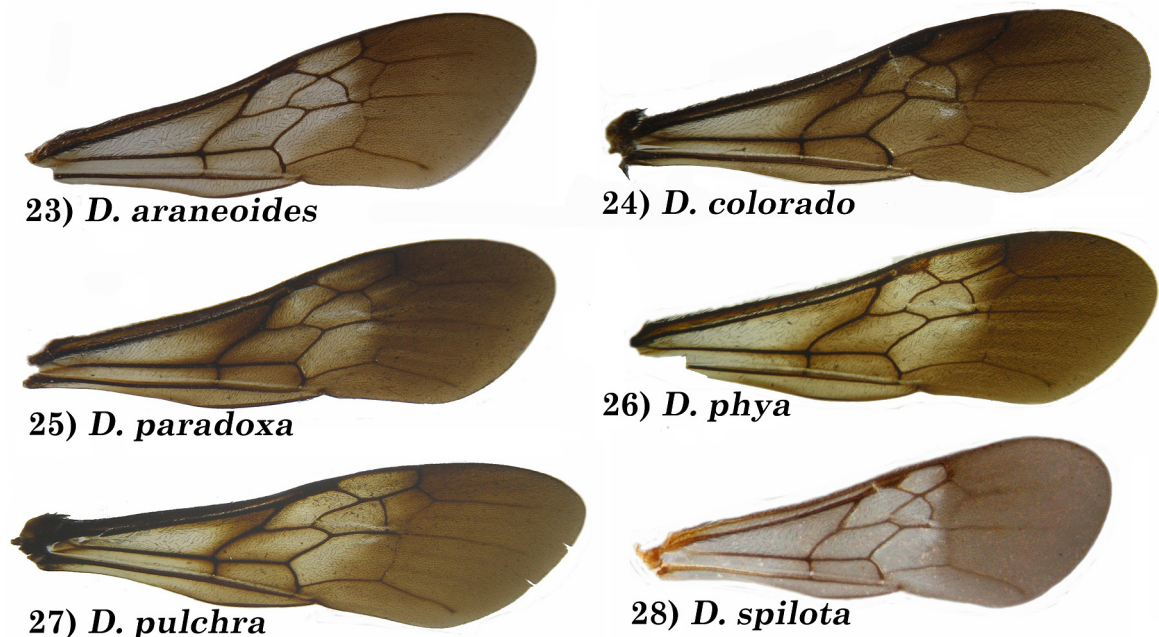 23) D. araneoides
24) D. colorado
25) D. paradoxa
26) D. phya
27) D. pulchra
28) D. spilota